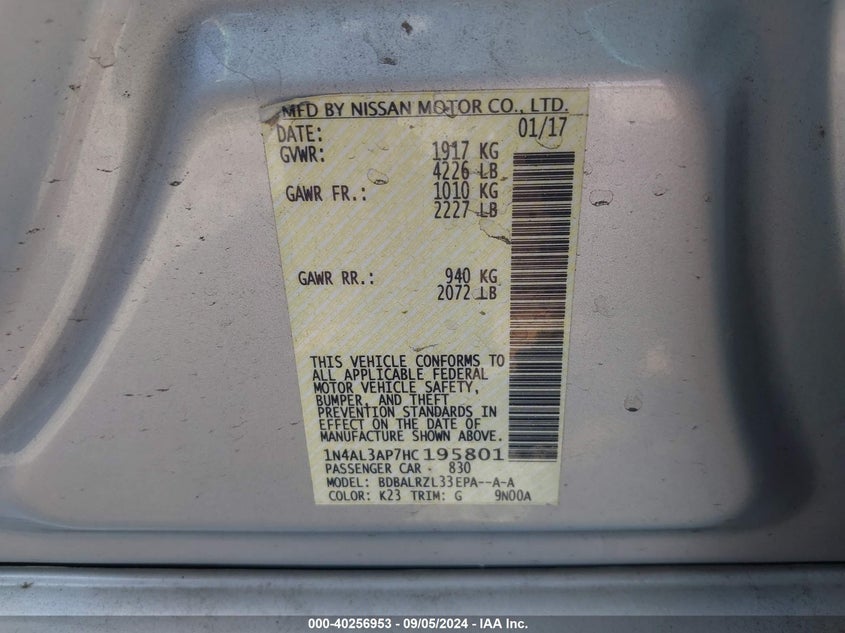 MFD BY NISSAN MOTOR CO., LTD.
DATE: 01/17
GVWR: 1917 KG
4226 LB
GAWR FR.: 1010 KG
2227 LB
GAWR RR.: 940 KG
2072 LB
THIS VEHICLE CONFORMS TO
ALL APPLICABLE FEDERAL
MOTOR VEHICLE SAFETY,
BUMPER, AND THEFT
PREVENTION STANDARDS IN
EFFECT ON THE DATE OF
MANUFACTURE SHOWN ABOVE.
1N4AL3AP7HC195801
PASSENGER CAR - 830
MODEL: BDBALRZL33EPA--A-A
COLOR: K23 TRIM: G 9N00A
000-40256953 - 09/05/2024 - IAA Inc.